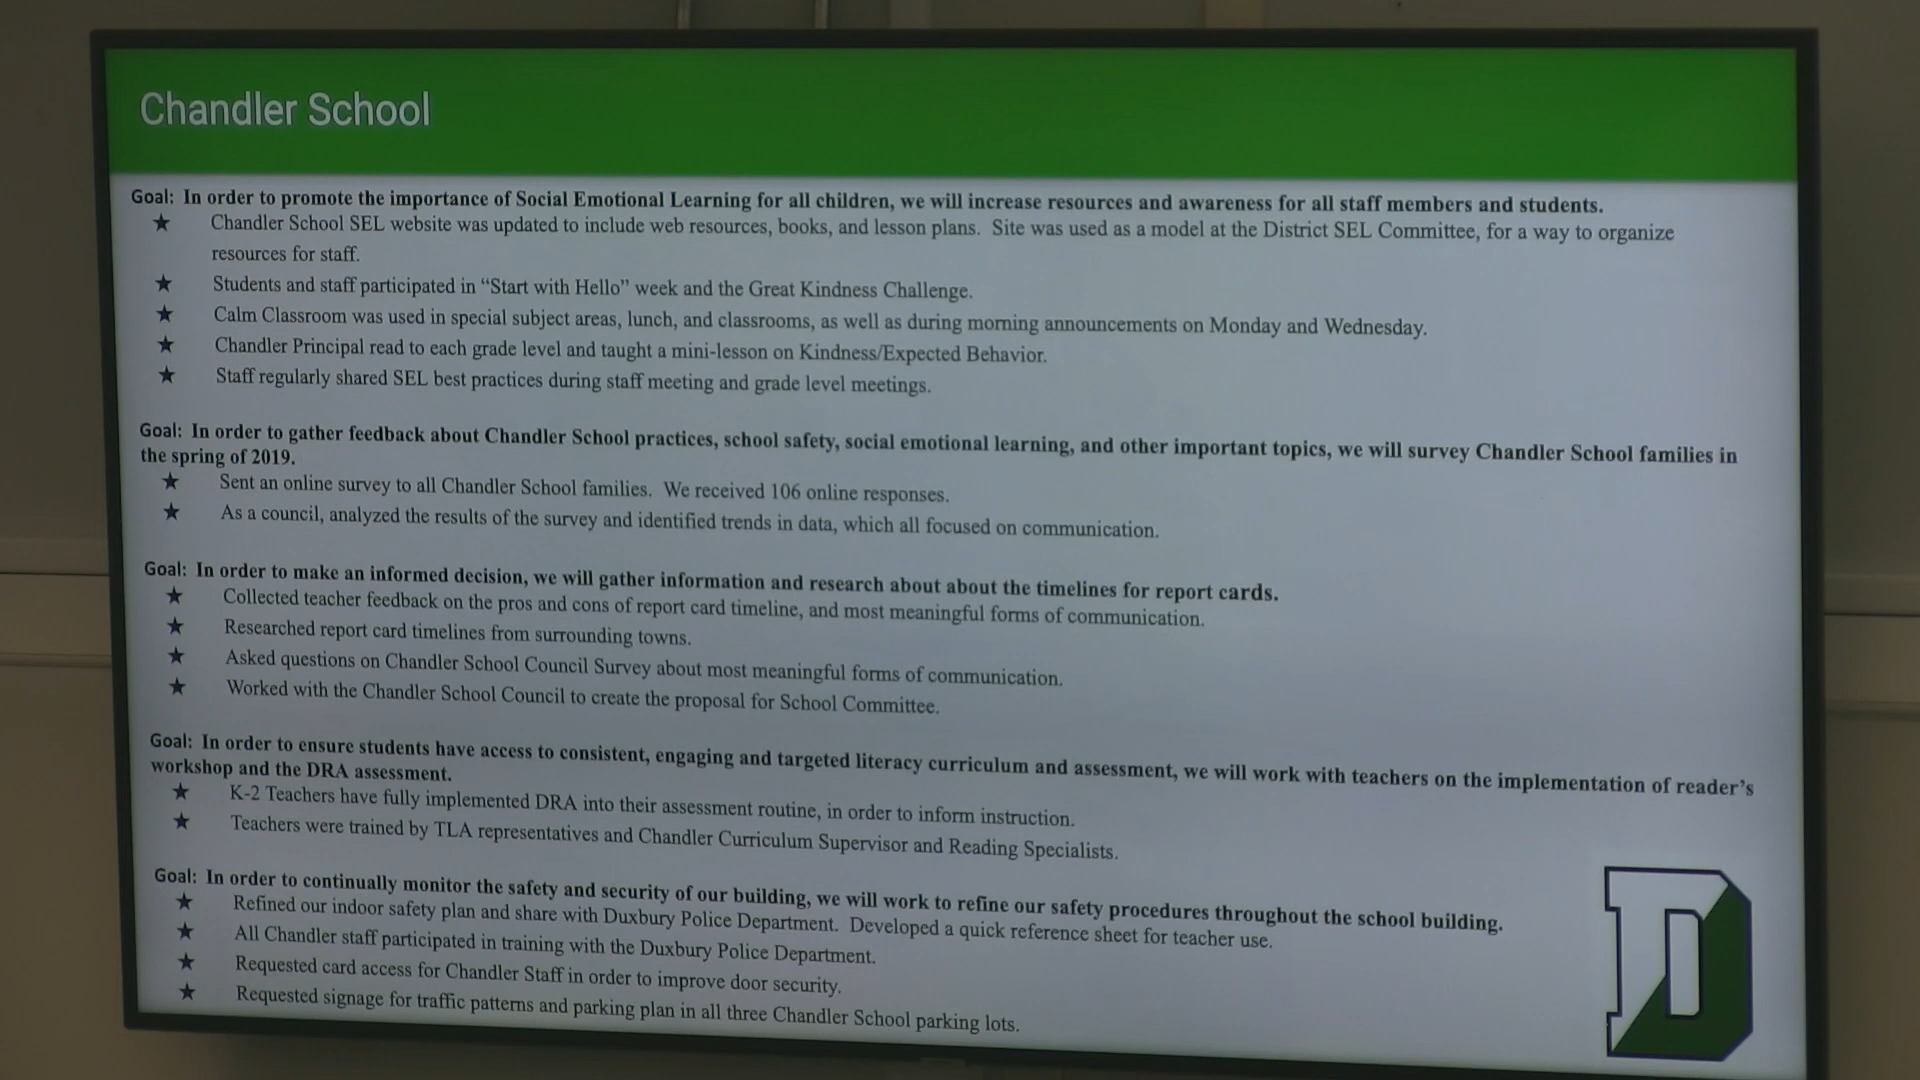 Chandler School
Goal: In order to promote the importance of Social Emotional Learning for all children, we will increase resources and awareness for all staff members and students.
★ Chandler School SEL website was updated to include web resources, books, and lesson plans. Site was used as a model at the District SEL Committee, for a way to organize
resources for staff.
★ Students and staff participated in “Start with Hello” week and the Great Kindness Challenge.
★ Calm Classroom was used in special subject areas, lunch, and classrooms, as well as during morning announcements on Monday and Wednesday.
★ Chandler Principal read to each grade level and taught a mini-lesson on Kindness/Expected Behavior.
★ Staff regularly shared SEL best practices during staff meeting and grade level meetings.
Goal: In order to gather feedback about Chandler School practices, school safety, social emotional learning, and other important topics, we will survey Chandler School families in
the spring of 2019.
★ Sent an online survey to all Chandler School families. We received 106 online responses.
★ As a council, analyzed the results of the survey and identified trends in data, which all focused on communication.
Goal: In order to make an informed decision, we will gather information and research about about the timelines for report cards.
★ Collected teacher feedback on the pros and cons of report card timeline, and most meaningful forms of communication.
★ Researched report card timelines from surrounding towns.
★ Asked questions on Chandler School Council Survey about most meaningful forms of communication.
★ Worked with the Chandler School Council to create the proposal for School Committee.
Goal: In order to ensure students have access to consistent, engaging and targeted literacy curriculum and assessment, we will work with teachers on the implementation of reader’s
workshop and the DRA assessment.
★ K-2 Teachers have fully implemented DRA into their assessment routine, in order to inform instruction.
★ Teachers were trained by TLA representatives and Chandler Curriculum Supervisor and Reading Specialists.
Goal: In order to continually monitor the safety and security of our building, we will work to refine our safety procedures throughout the school building.
★ Refined our indoor safety plan and share with Duxbury Police Department. Developed a quick reference sheet for teacher use.
★ All Chandler staff participated in training with the Duxbury Police Department.
★ Requested card access for Chandler Staff in order to improve door security.
★ Requested signage for traffic patterns and parking plan in all three Chandler School parking lots.
D